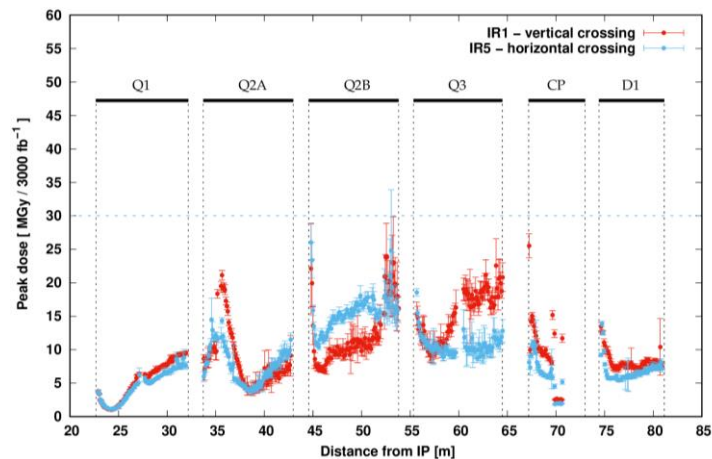 IR1 – vertical crossing
IR5 – horizontal crossing
Q1 Q2A Q2B Q3 CP D1
60
55
50
45
40
35
30
25
20
15
10
5
0
Peak dose [ MGy / 3000 fb⁻¹ ]
20 25 30 35 40 45 50 55 60 65 70 75 80 85
Distance from IP [m]